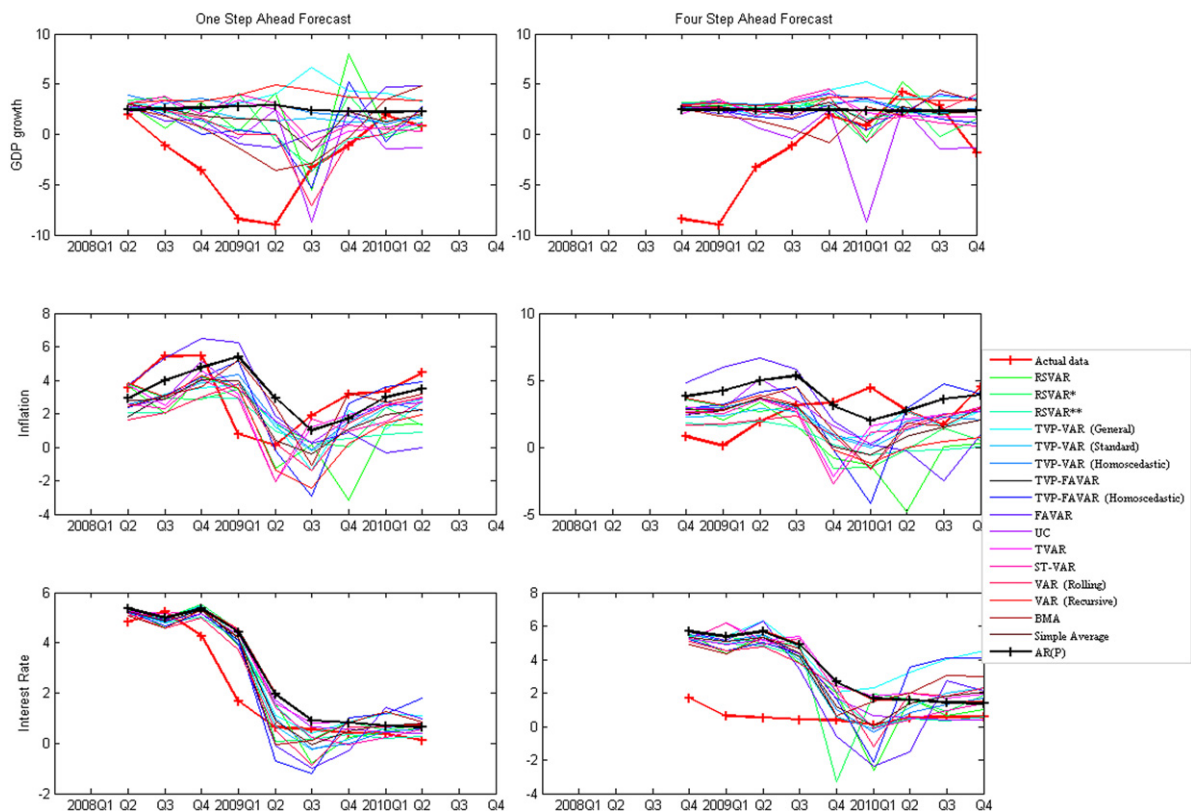 One Step Ahead Forecast
Four Step Ahead Forecast
GDP growth
10
5
0
-5
-10
2008Q1 Q2 Q3 Q4 2009Q1 Q2 Q3 Q4 2010Q1 Q2 Q3 Q4
10
5
0
-5
-10
2008Q1 Q2 Q3 Q4 2009Q1 Q2 Q3 Q4 2010Q1 Q2 Q3 Q4
Inflation
8
6
4
2
0
-2
-4
2008Q1 Q2 Q3 Q4 2009Q1 Q2 Q3 Q4 2010Q1 Q2 Q3 Q4
10
5
0
-5
2008Q1 Q2 Q3 Q4 2009Q1 Q2 Q3 Q4 2010Q1 Q2 Q3 Q4
Interest Rate
6
4
2
0
-2
2008Q1 Q2 Q3 Q4 2009Q1 Q2 Q3 Q4 2010Q1 Q2 Q3 Q4
8
6
4
2
0
-2
-4
2008Q1 Q2 Q3 Q4 2009Q1 Q2 Q3 Q4 2010Q1 Q2 Q3 Q4
Actual data
RSVAR
RSVAR*
RSVAR**
TVP-VAR (General)
TVP-VAR (Standard)
TVP-VAR (Homoscedastic)
TVP-FAVAR
TVP-FAVAR (Homoscedastic)
FAVAR
UC
TVAR
ST-VAR
VAR (Rolling)
VAR (Recursive)
BMA
Simple Average
AR(P)